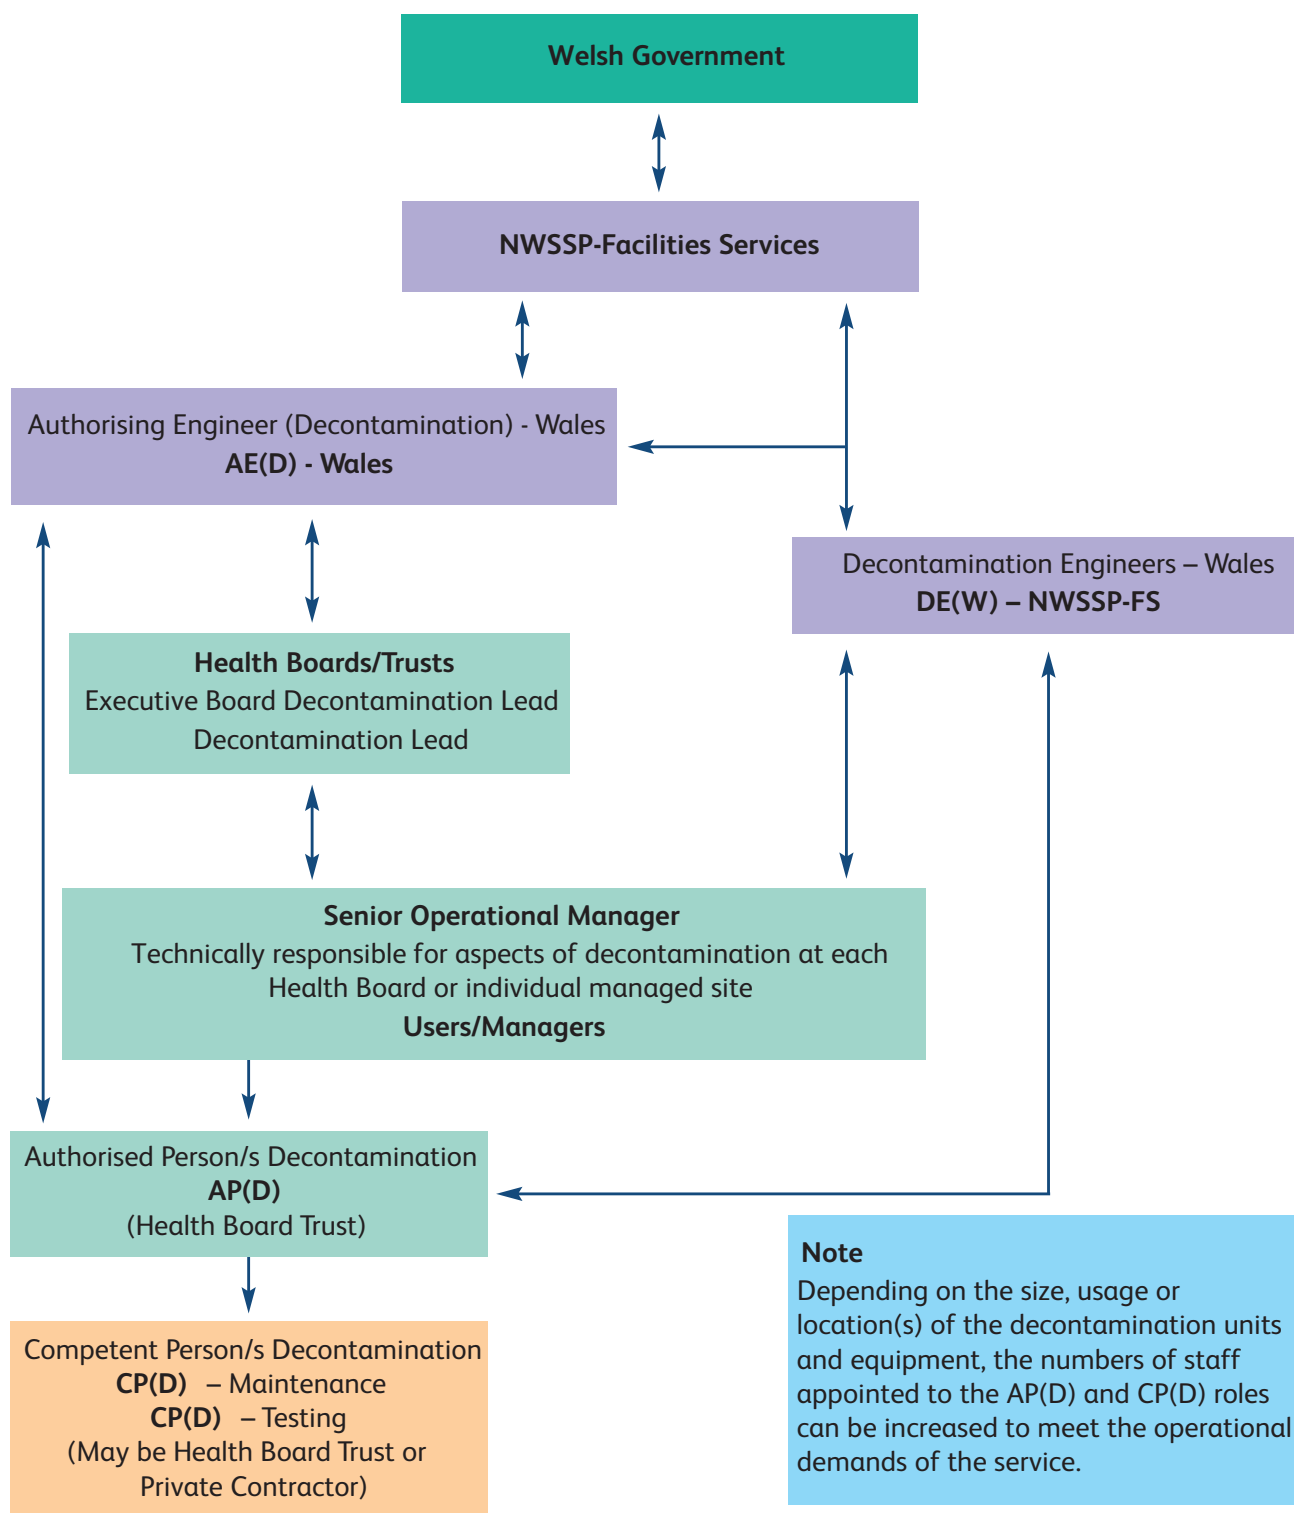 Welsh Government
NWSSP-Facilities Services
Authorising Engineer (Decontamination) - Wales
AE(D) - Wales
Decontamination Engineers – Wales
DE(W) – NWSSP-FS
Health Boards/Trusts
Executive Board Decontamination Lead
Decontamination Lead
Senior Operational Manager
Technically responsible for aspects of decontamination at each
Health Board or individual managed site
Users/Managers
Authorised Person/s Decontamination
AP(D)
(Health Board Trust)
Competent Person/s Decontamination
CP(D) – Maintenance
CP(D) – Testing
(May be Health Board Trust or
Private Contractor)
Note
Depending on the size, usage or
location(s) of the decontamination units
and equipment, the numbers of staff
appointed to the AP(D) and CP(D) roles
can be increased to meet the operational
demands of the service.